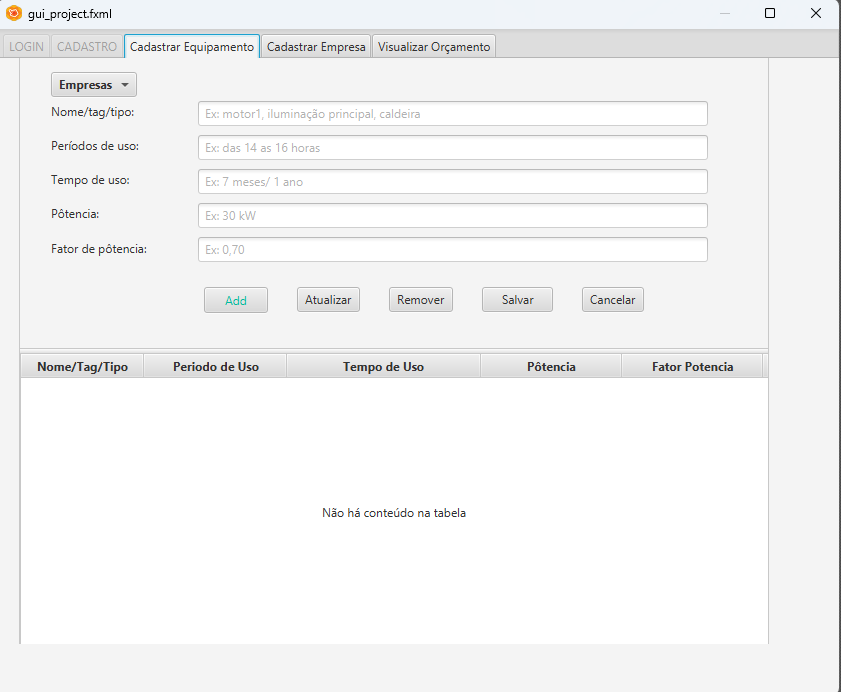 gui_project.fxml
LOGIN CADASTRO Cadastrar Equipamento Cadastrar Empresa Visualizar Orçamento
Empresas
Nome/tag/tipo: Ex: motor1, iluminação principal, caldeira
Períodos de uso: Ex: das 14 as 16 horas
Tempo de uso: Ex: 7 meses/ 1 ano
Pôtencia: Ex: 30 kW
Fator de pôtencia: Ex: 0,70
Add Atualizar Remover Salvar Cancelar
Nome/Tag/Tipo Periodo de Uso Tempo de Uso Pôtencia Fator Potencia
Não há conteúdo na tabela